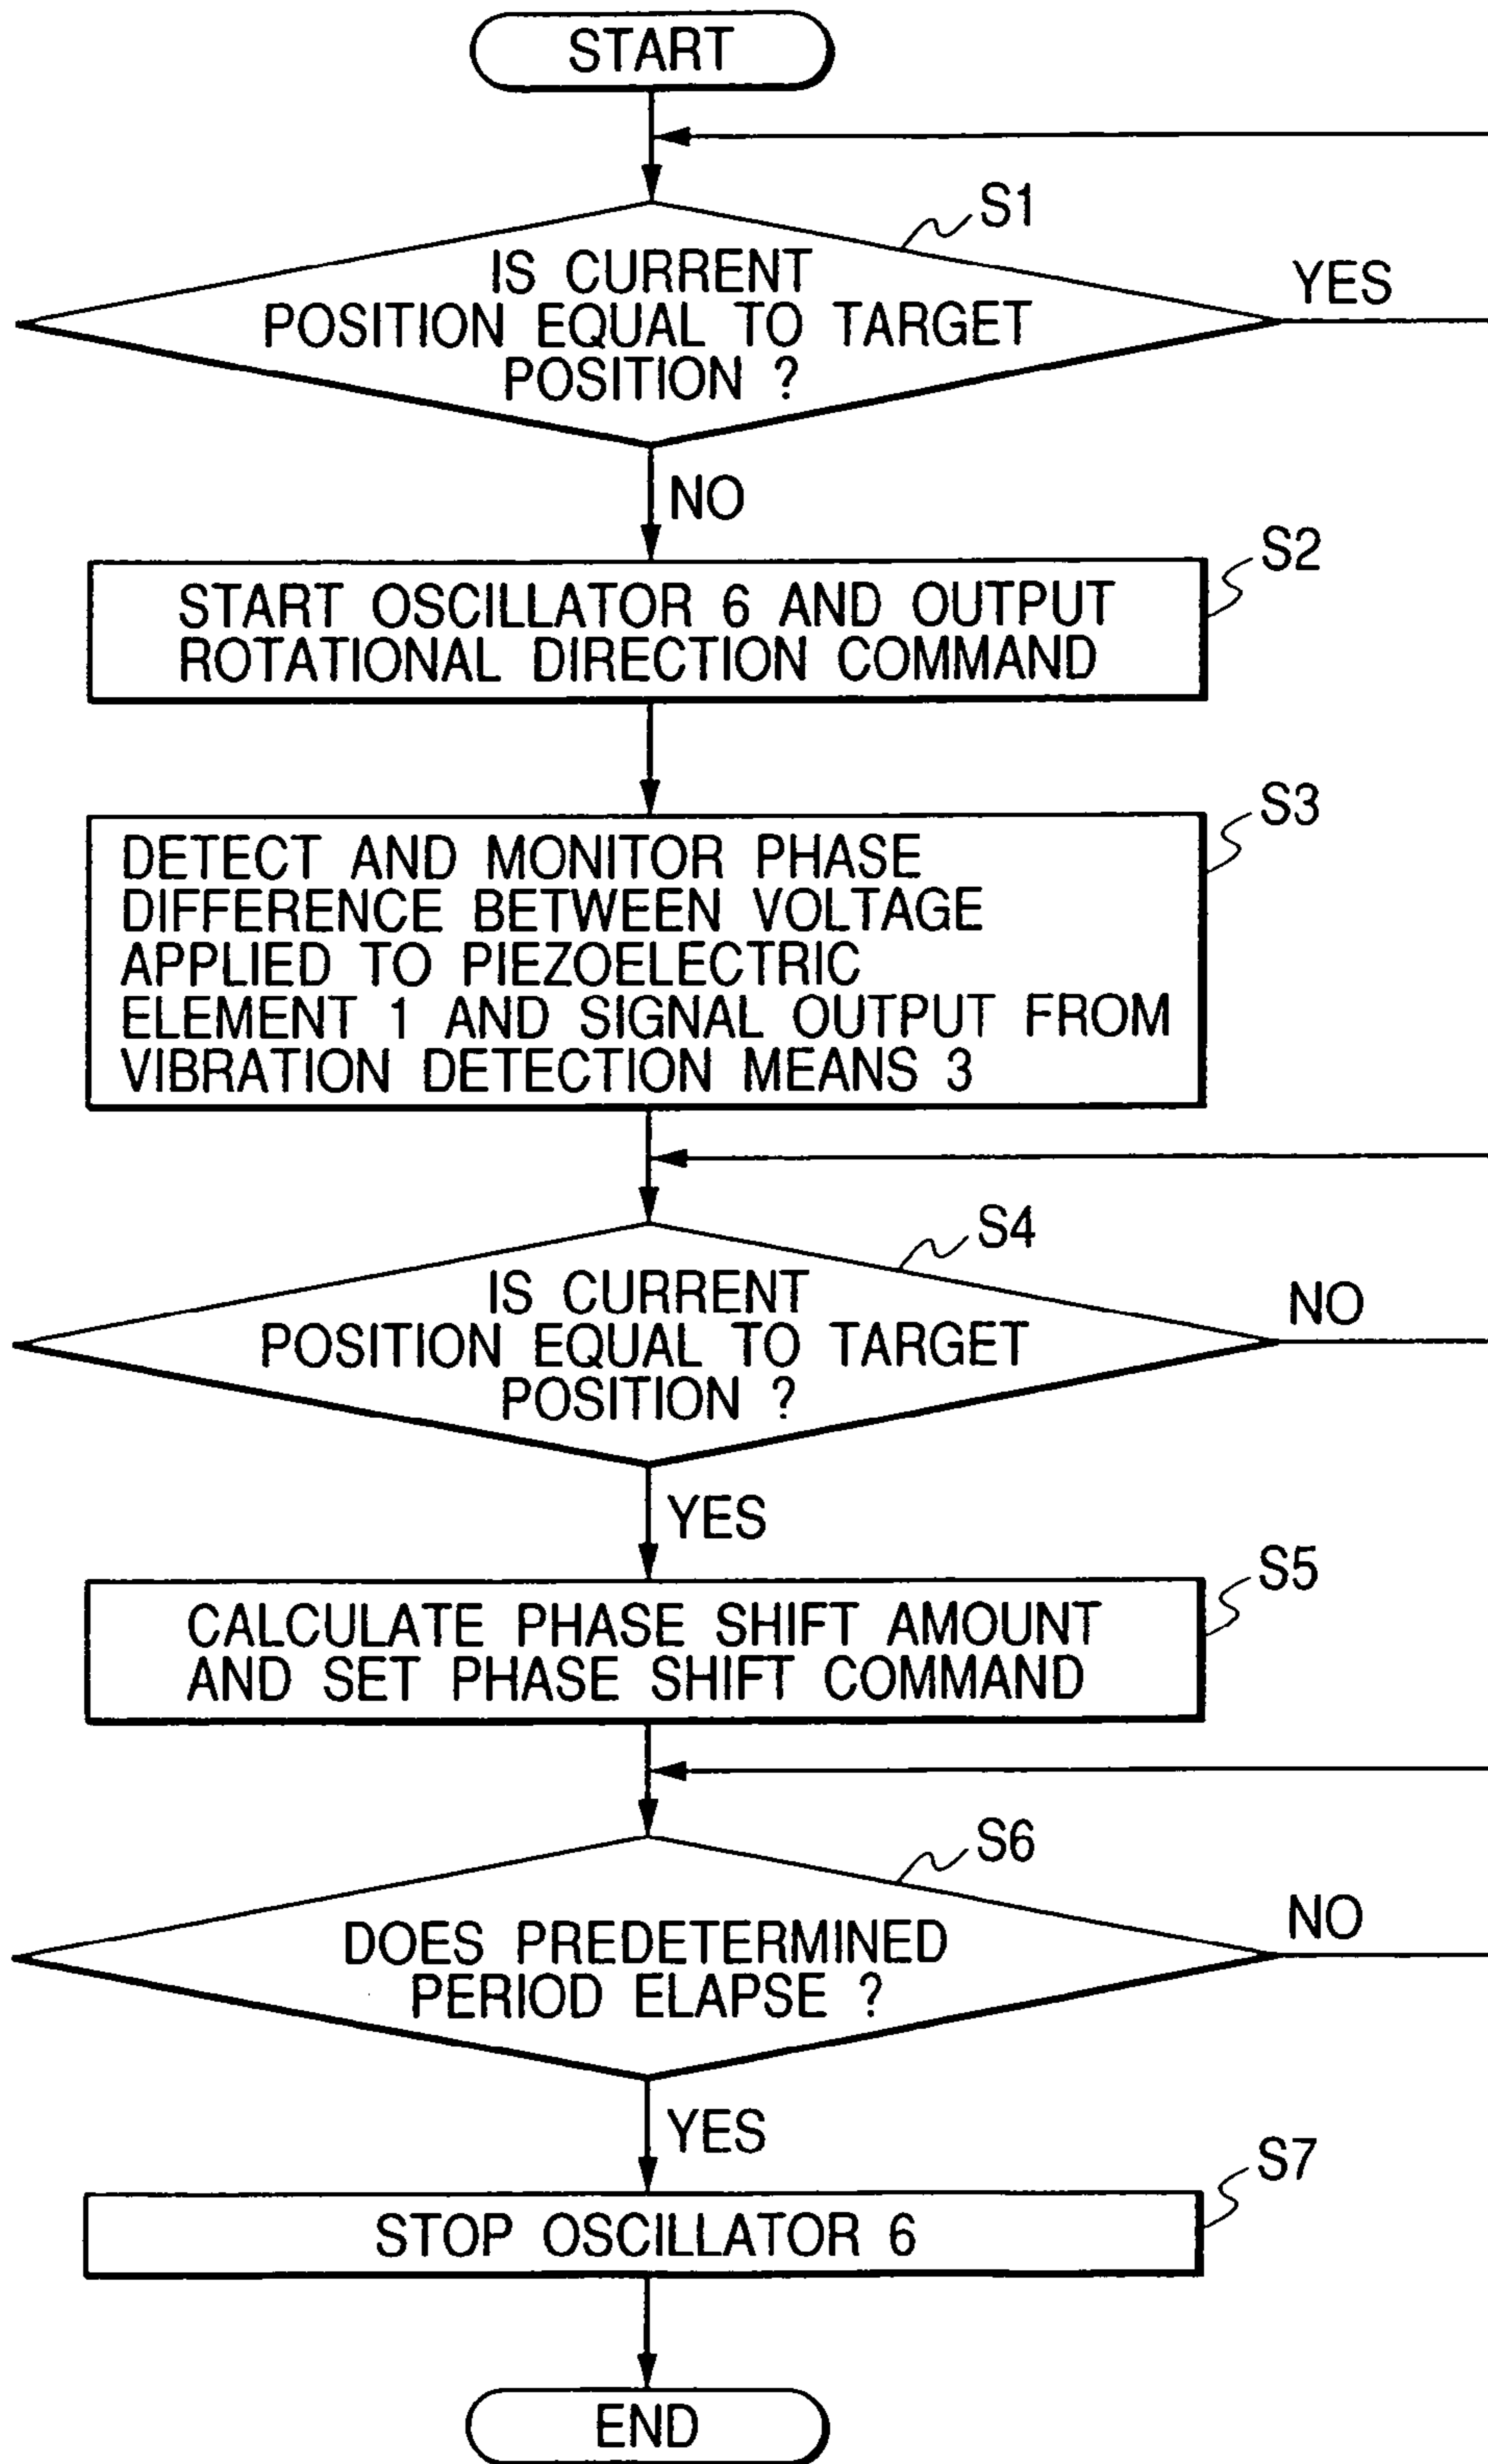 START
S1
IS CURRENT
POSITION EQUAL TO TARGET
POSITION ?
YES
NO
S2
START OSCILLATOR 6 AND OUTPUT
ROTATIONAL DIRECTION COMMAND
S3
DETECT AND MONITOR PHASE
DIFFERENCE BETWEEN VOLTAGE
APPLIED TO PIEZOELECTRIC
ELEMENT 1 AND SIGNAL OUTPUT FROM
VIBRATION DETECTION MEANS 3
S4
IS CURRENT
POSITION EQUAL TO TARGET
POSITION ?
NO
YES
S5
CALCULATE PHASE SHIFT AMOUNT
AND SET PHASE SHIFT COMMAND
S6
DOES PREDETERMINED
PERIOD ELAPSE ?
NO
YES
S7
STOP OSCILLATOR 6
END